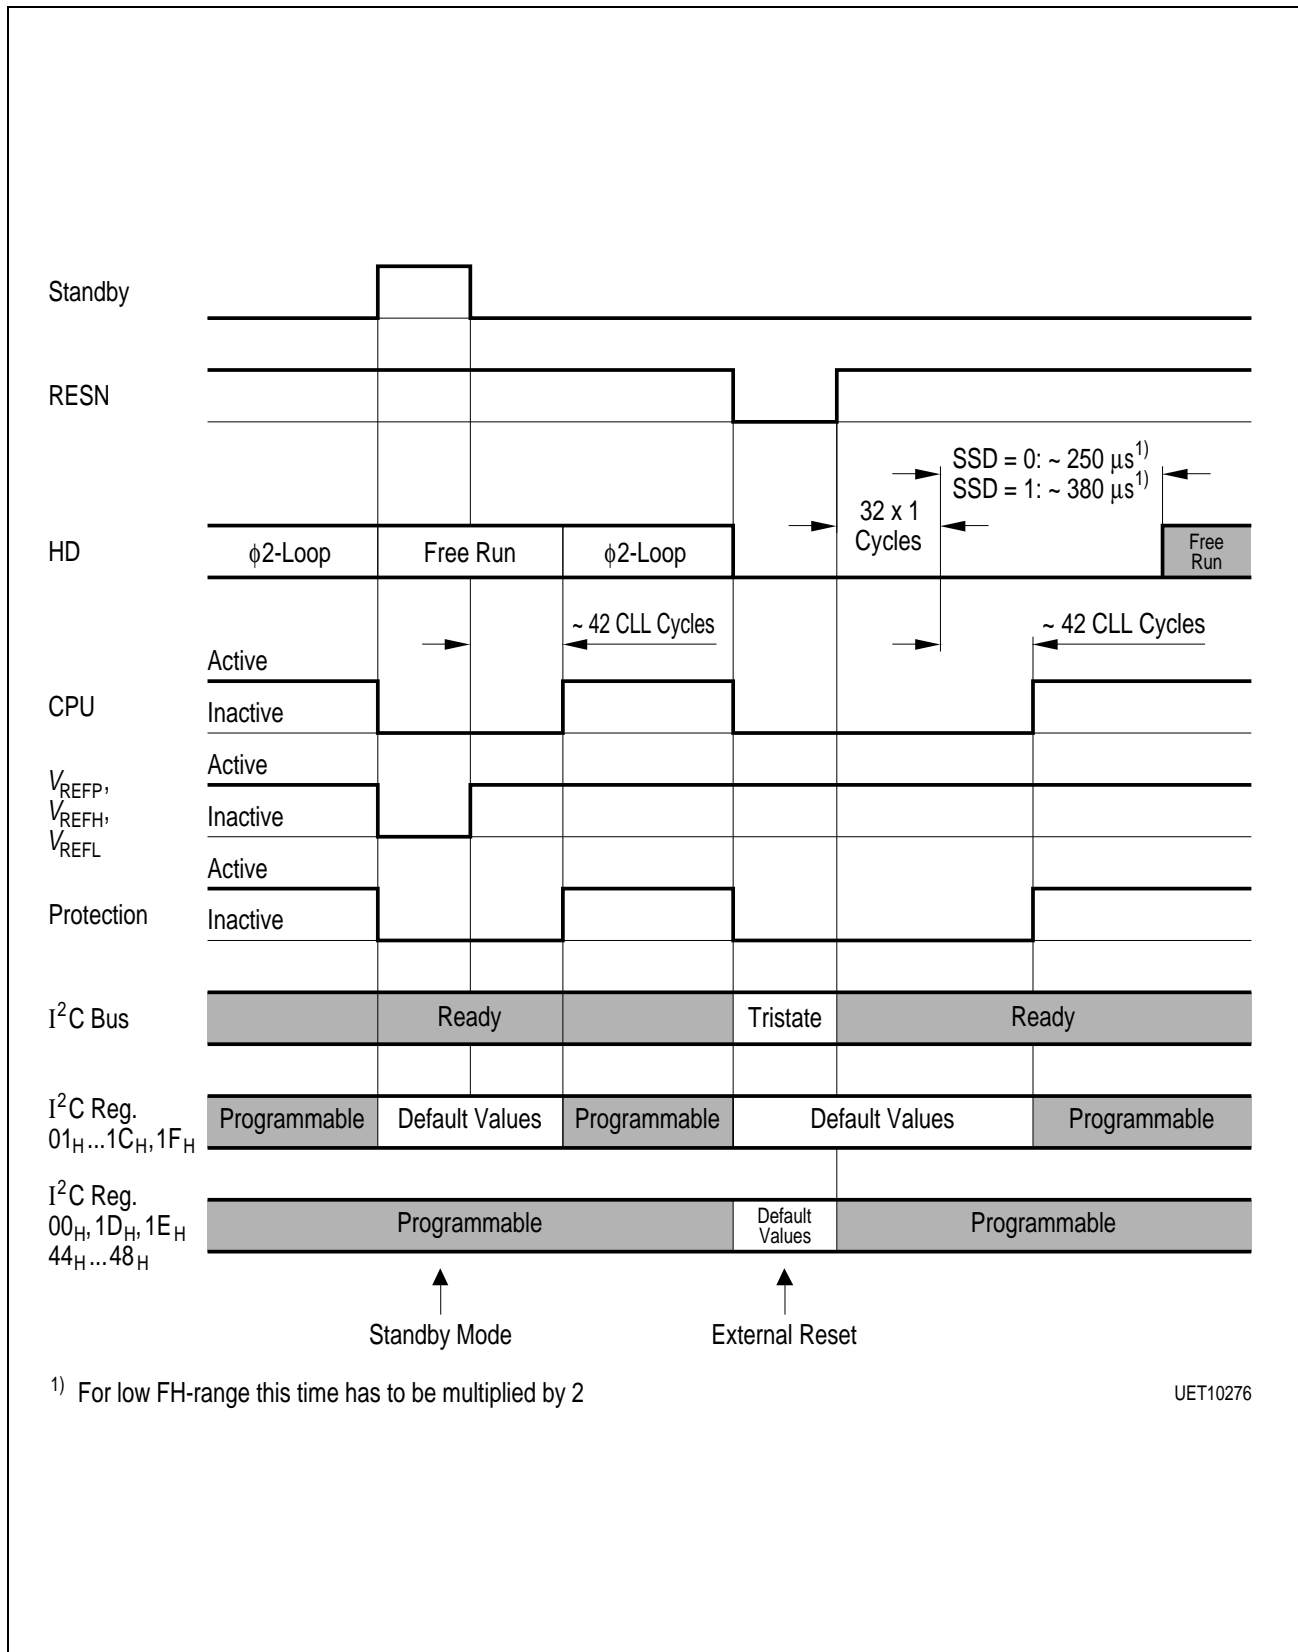 Standby
RESN
SSD = 0: ~ 250 μs¹⁾
SSD = 1: ~ 380 μs¹⁾
32 x 1
Cycles
HD
ϕ2-Loop
Free Run
ϕ2-Loop
Free
Run
~ 42 CLL Cycles
~ 42 CLL Cycles
Active
CPU
Inactive
Active
VREFP,
VREFH,
VREFL
Inactive
Active
Protection
Inactive
I²C Bus
Ready
Tristate
Ready
I²C Reg.
01H...1CH,1FH
Programmable
Default Values
Programmable
Default Values
Programmable
I²C Reg.
00H,1DH,1EH
44H...48H
Programmable
Default
Values
Programmable
Standby Mode
External Reset
¹⁾ For low FH-range this time has to be multiplied by 2
UET10276